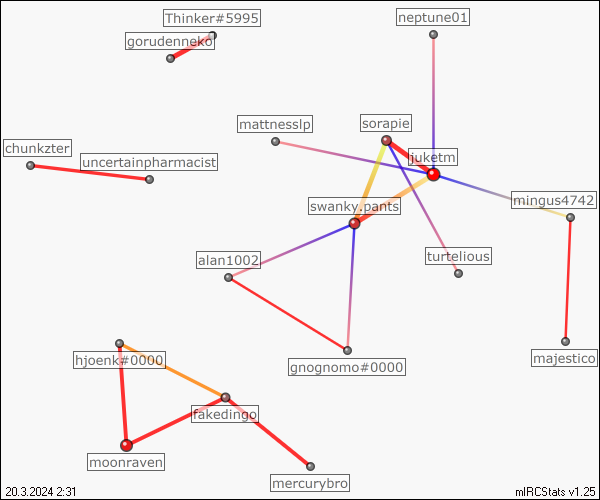 Thinker#5995
neptune01
gorudenneko
mattnesslp
sorapie
chunkzter
uncertainpharmacist
juketm
mingus4742
swanky.pants
alan1002
turtelious
hjoenk#0000
gnognomo#0000
majestico
fakedingo
moonraven
mercurybro
20.3.2024 2:31
mIRCStats v1.25